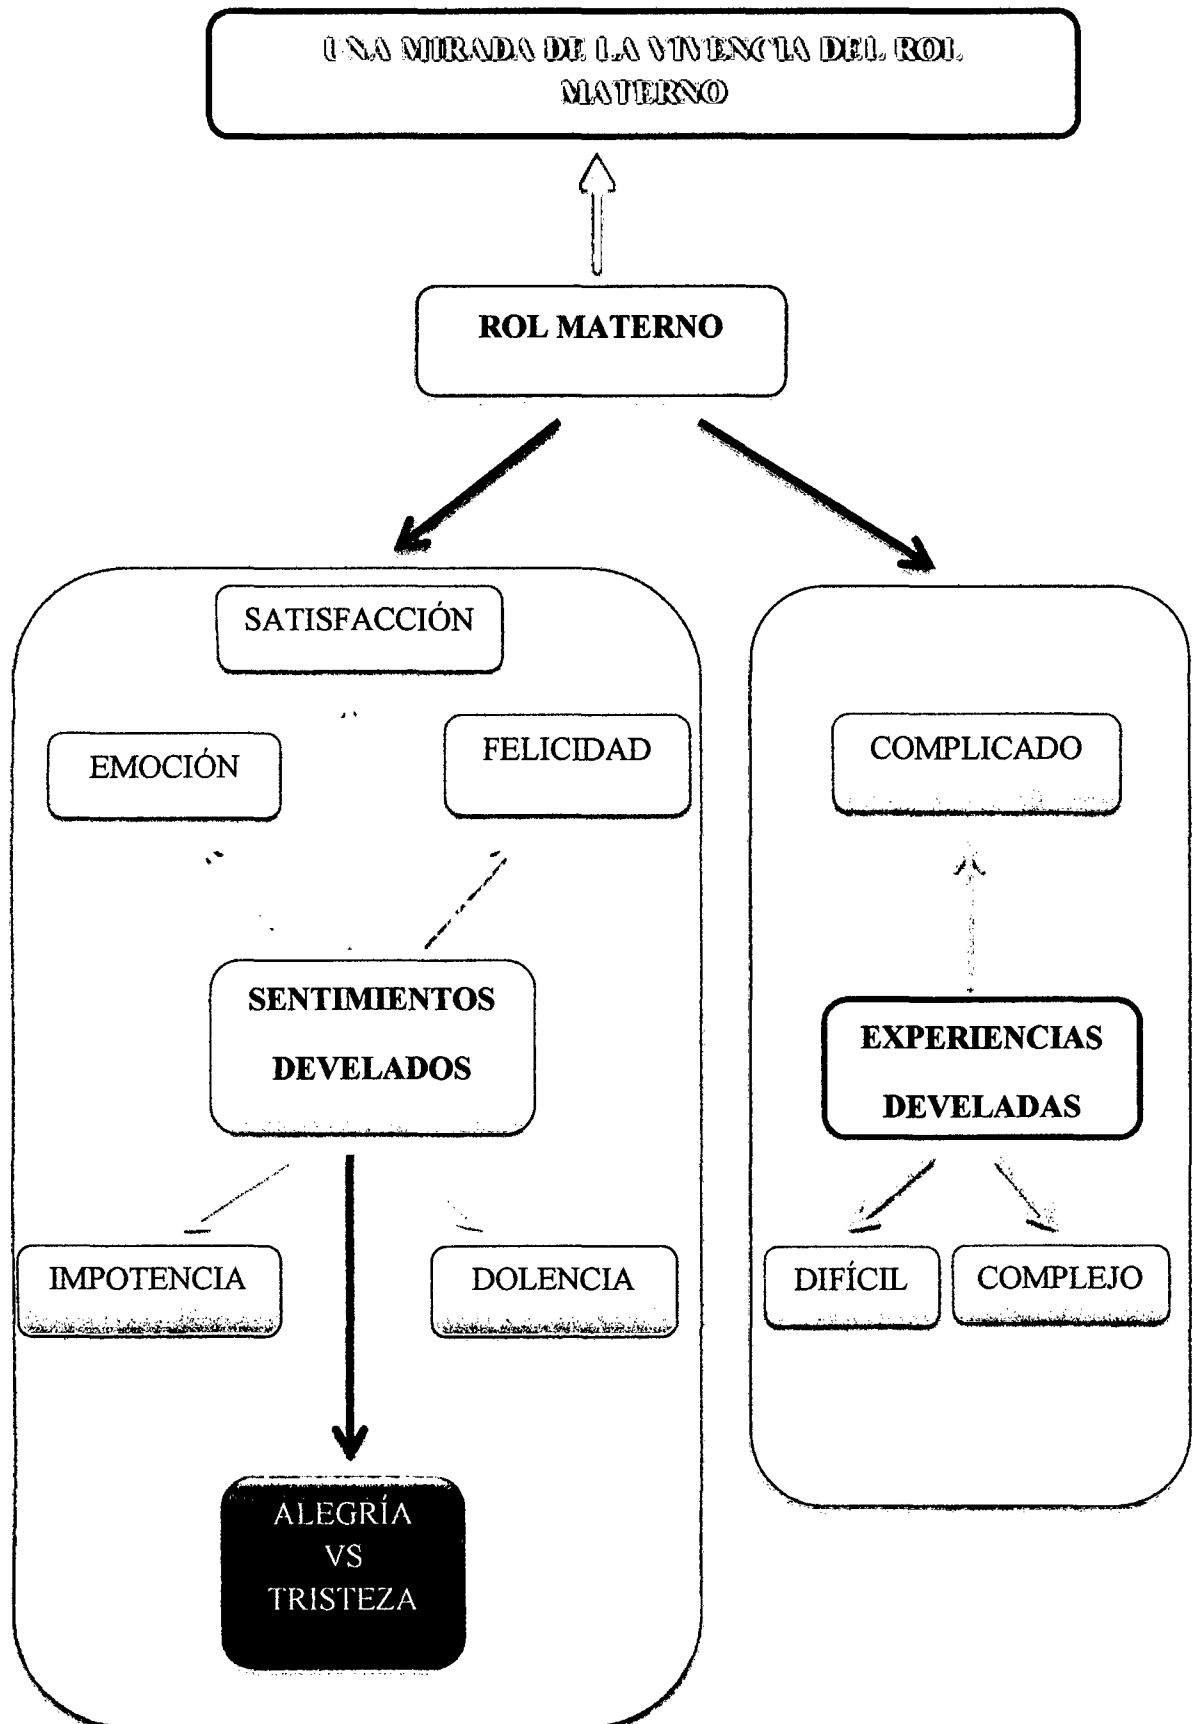 UNA MIRADA DE LA VIVENCIA DEL ROL
MATERNO
ROL MATERNO
SATISFACCIÓN
EMOCIÓN
FELICIDAD
SENTIMIENTOS
DEVELADOS
IMPOTENCIA
DOLENCIA
ALEGRÍA
VS
TRISTEZA
COMPLICADO
EXPERIENCIAS
DEVELADAS
DIFÍCIL
COMPLEJO